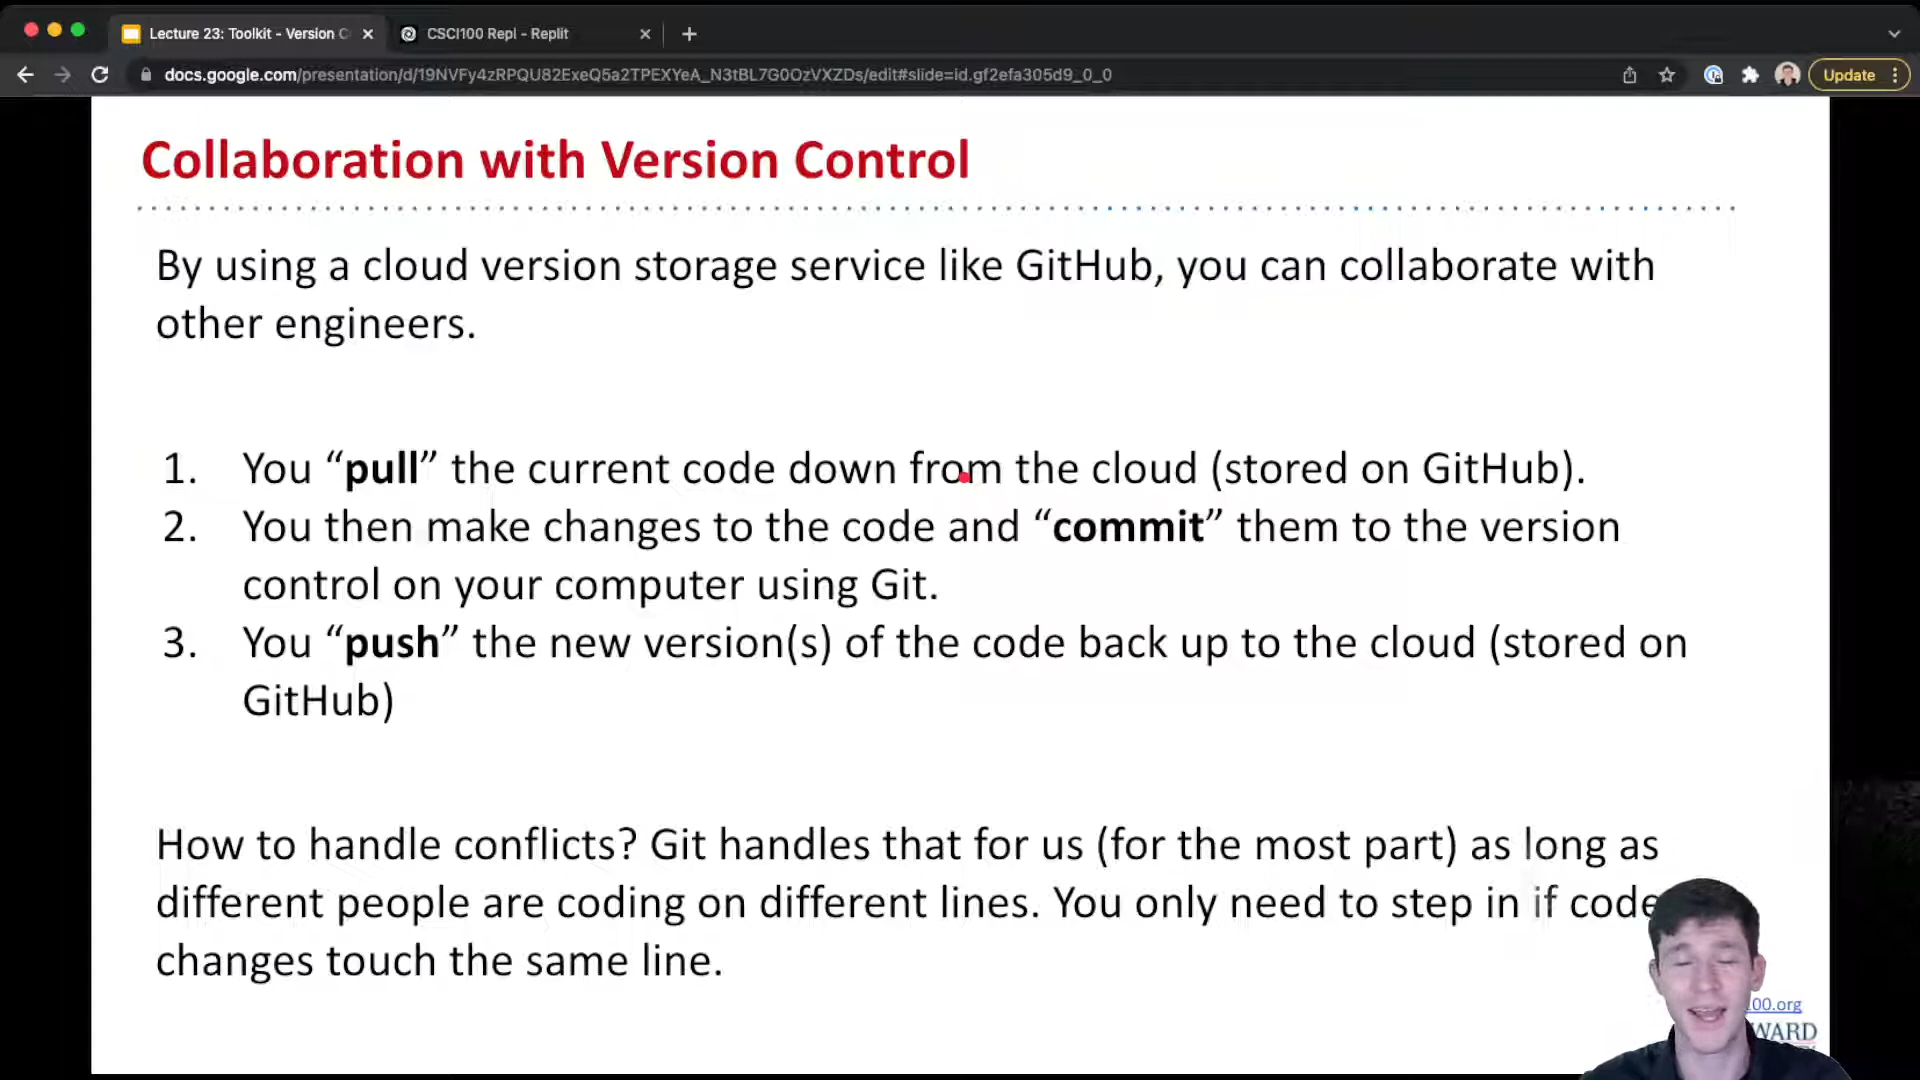 Lecture 23: Toolkit - Version C
CSCI100 Repl - Replit
docs.google.com/presentation/d/19NVFy4zRPQU82ExeQ5a2TPEXYeA_N3tBL7G0OzVXZDs/edit#slide=id.gf2efa305d9_0_0
Update
Collaboration with Version Control
By using a cloud version storage service like GitHub, you can collaborate with
other engineers.
1. You “pull” the current code down from the cloud (stored on GitHub).
2. You then make changes to the code and “commit” them to the version
control on your computer using Git.
3. You “push” the new version(s) of the code back up to the cloud (stored on
GitHub)
How to handle conflicts? Git handles that for us (for the most part) as long as
different people are coding on different lines. You only need to step in if code
changes touch the same line.
00.org
WARD